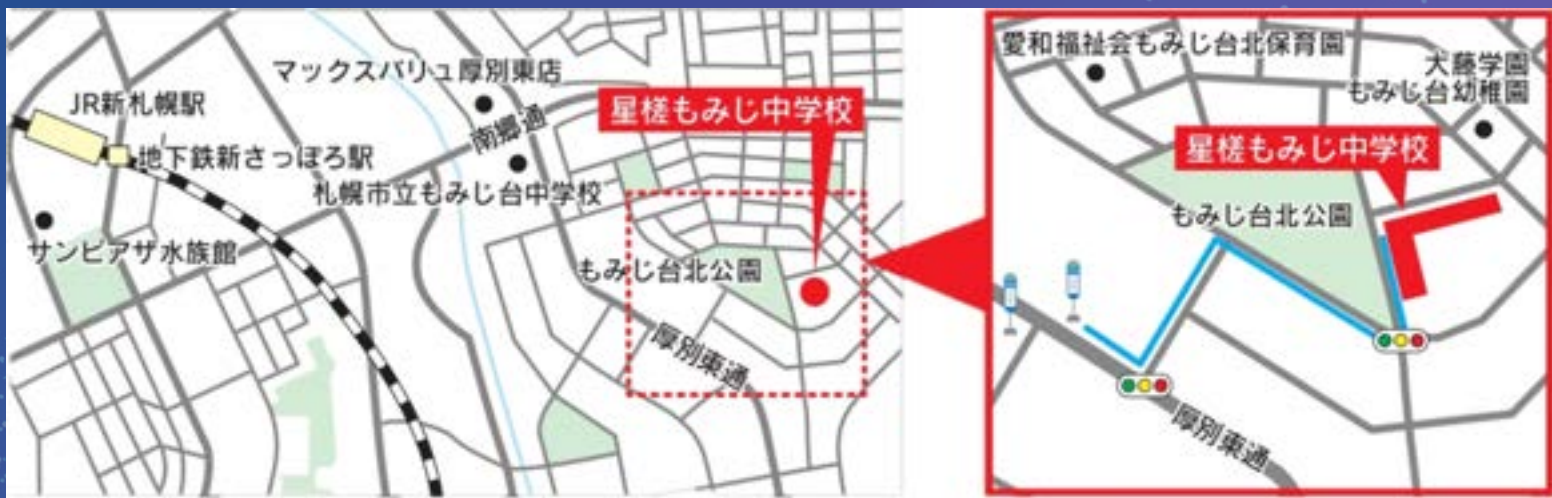 マックスバリュ厚別東店
JR新札幌駅
星槎もみじ中学校
南郷通
地下鉄新さっぽろ駅
札幌市立もみじ台中学校
サンピアザ水族館
もみじ台北公園
厚別東通
愛和福祉会もみじ台北保育園
大藤学園
もみじ台幼稚園
星槎もみじ中学校
もみじ台北公園
厚別東通